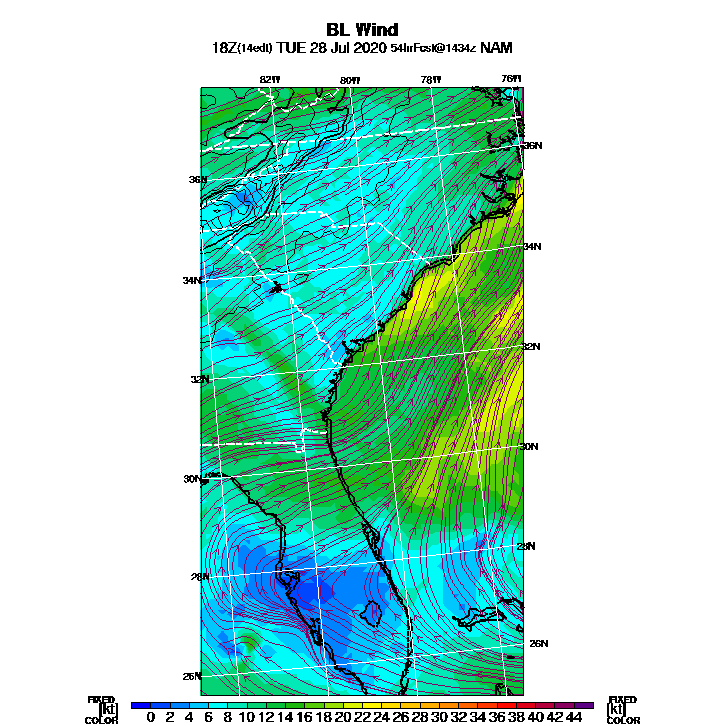 BL Wind
18Z(14edt) TUE 28 Jul 2020 54hrFcst@1434z NAM
82W 80W 78W 76W
36N
36N
34N
34N
32N
32N
30N
30N
28N
28N
26N
26N
FIXED FIXED
[kt] 0 2 4 6 8 10 12 14 16 18 20 22 24 26 28 30 32 34 36 38 40 42 44 [kt]
COLOR COLOR